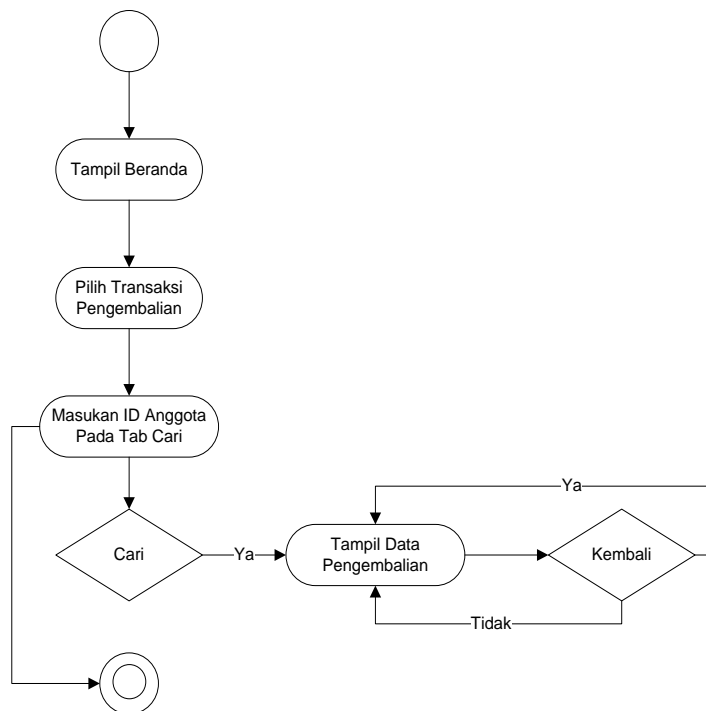 Tampil Beranda
Pilih Transaksi
Pengembalian
Masukan ID Anggota
Pada Tab Cari
Ya
Cari
Ya
Tampil Data
Pengembalian
Kembali
Tidak